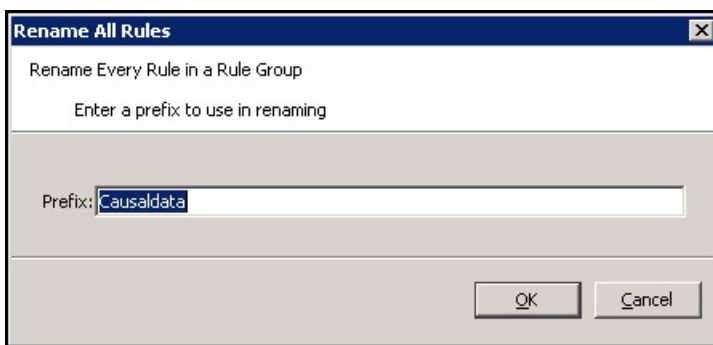 Rename All Rules
Rename Every Rule in a Rule Group
Enter a prefix to use in renaming
Prefix: Causaldata
OK Cancel